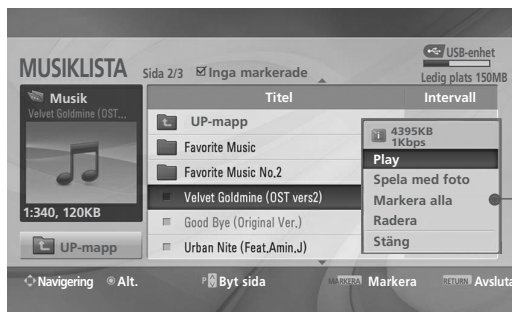 USB-enhet
MUSIKLISTA Sida 2/3 Inga markerade
Ledig plats 150MB
Musik
Velvet Goldmine (OST...
1:340, 120KB
UP-mapp
Titel Intervall
UP-mapp
Favorite Music
Favorite Music No,2
Velvet Goldmine (OST vers2)
Good Bye (Original Ver,)
Urban Nite (Feat,Amin,J)
4395KB
1Kbps
Play
Spela med foto
Markera alla
Radera
Stäng
Navigering Alt. P Byt sida MARKERA Markera RETURN Avsluta